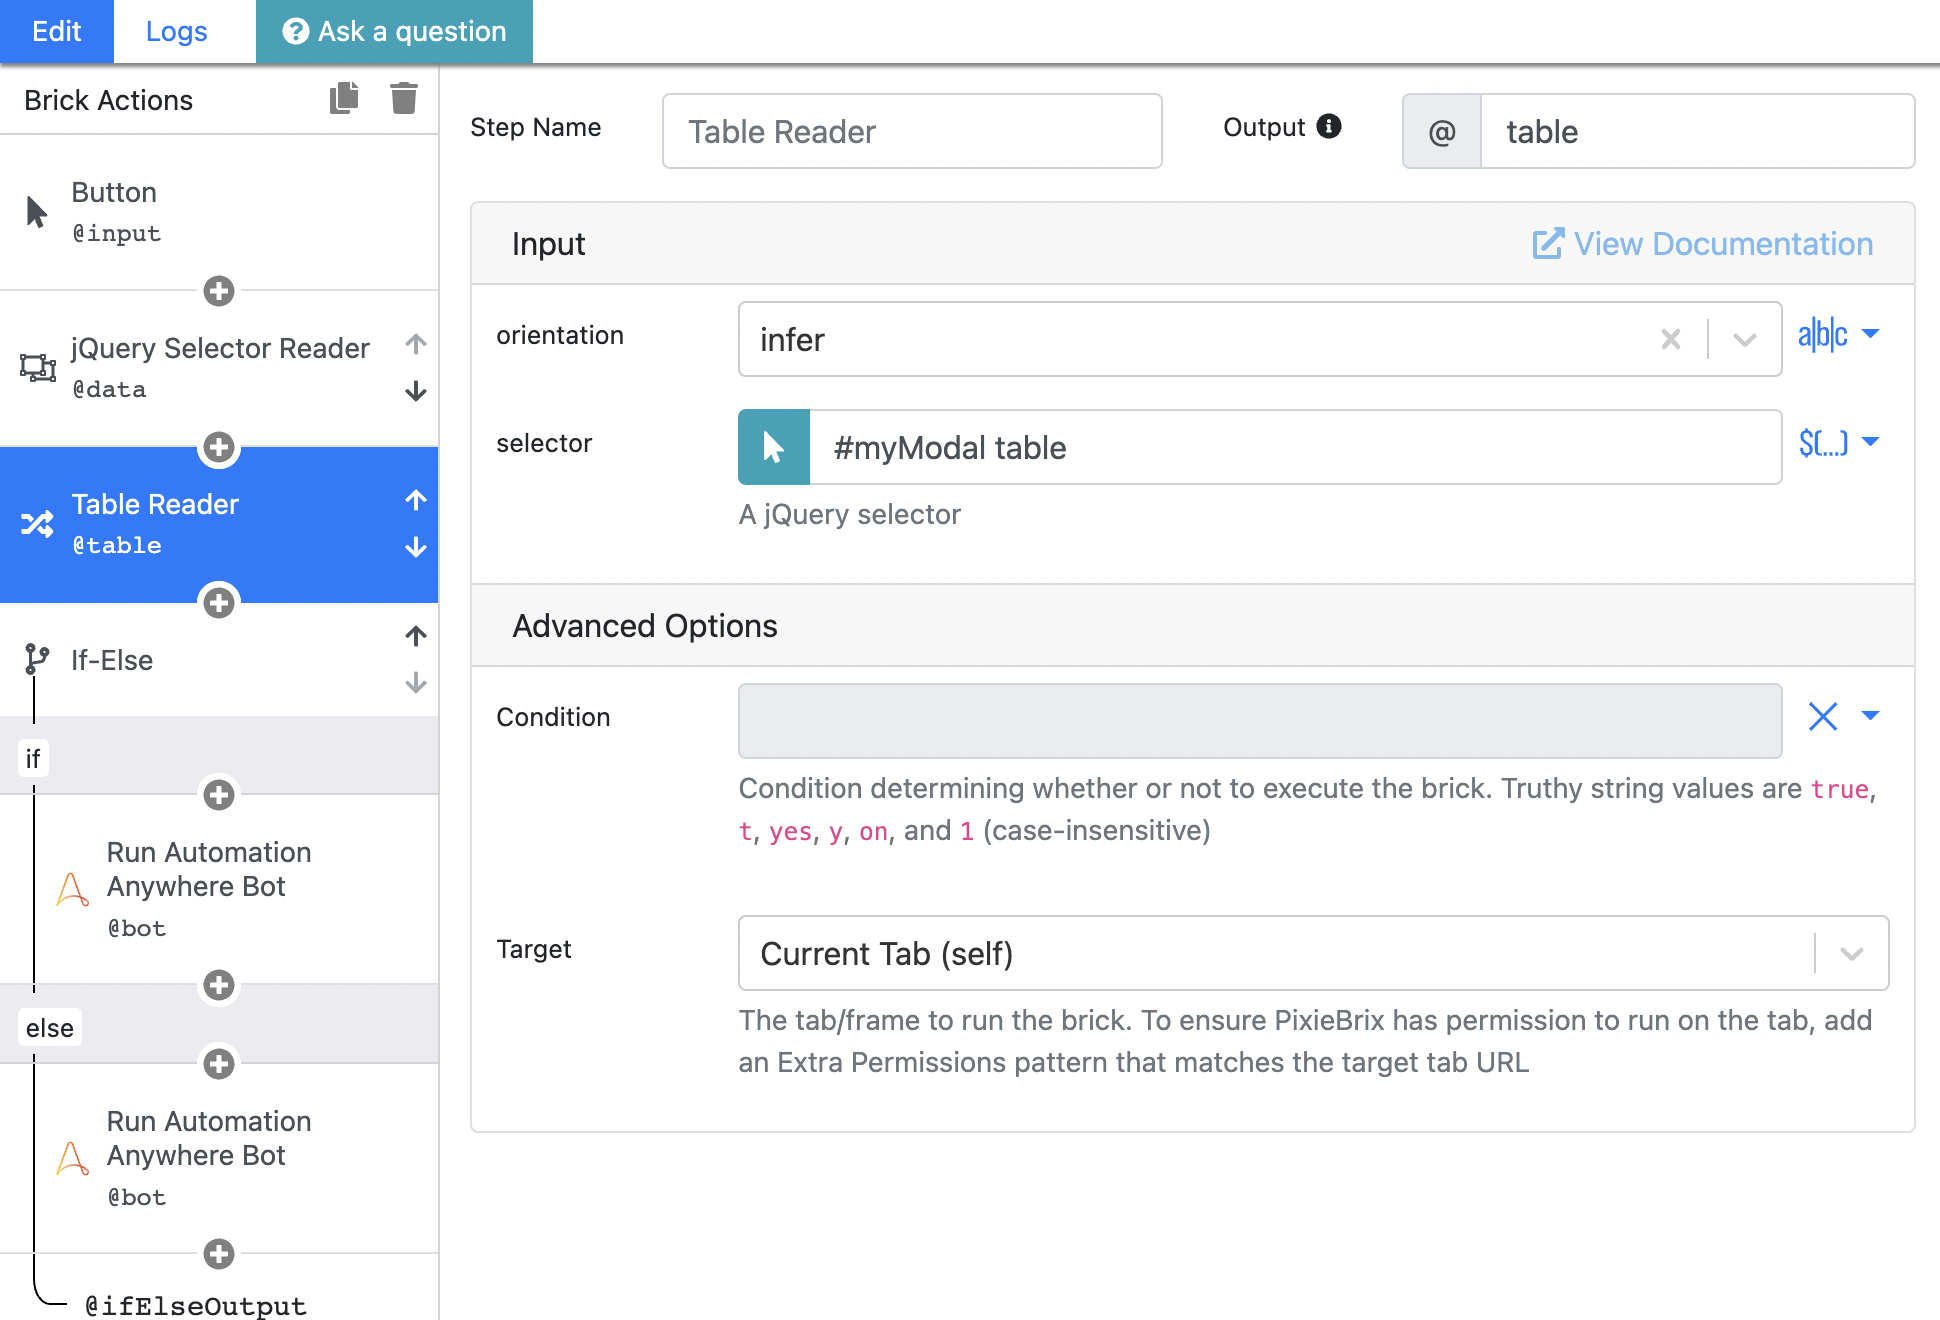 Edit
Logs
Ask a question
Brick Actions
Button
@input
jQuery Selector Reader
@data
Table Reader
@table
If-Else
if
Run Automation
Anywhere Bot
@bot
else
Run Automation
Anywhere Bot
@bot
@ifElseOutput
Step Name
Table Reader
Output
@
table
Input
View Documentation
orientation
infer
a|b|c
selector
#myModal table
$(...)
A jQuery selector
Advanced Options
Condition
Condition determining whether or not to execute the brick. Truthy string values are true,
t, yes, y, on, and 1 (case-insensitive)
Target
Current Tab (self)
The tab/frame to run the brick. To ensure PixieBrix has permission to run on the tab, add
an Extra Permissions pattern that matches the target tab URL